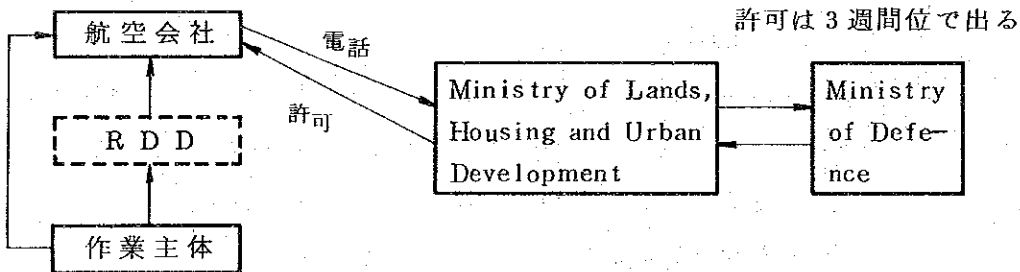 許可は3週間位で出る
航空会社
電話
許可
Ministry of Lands,
Housing and Urban
Development
Ministry
of Defe-
nce
RDD
作業主体